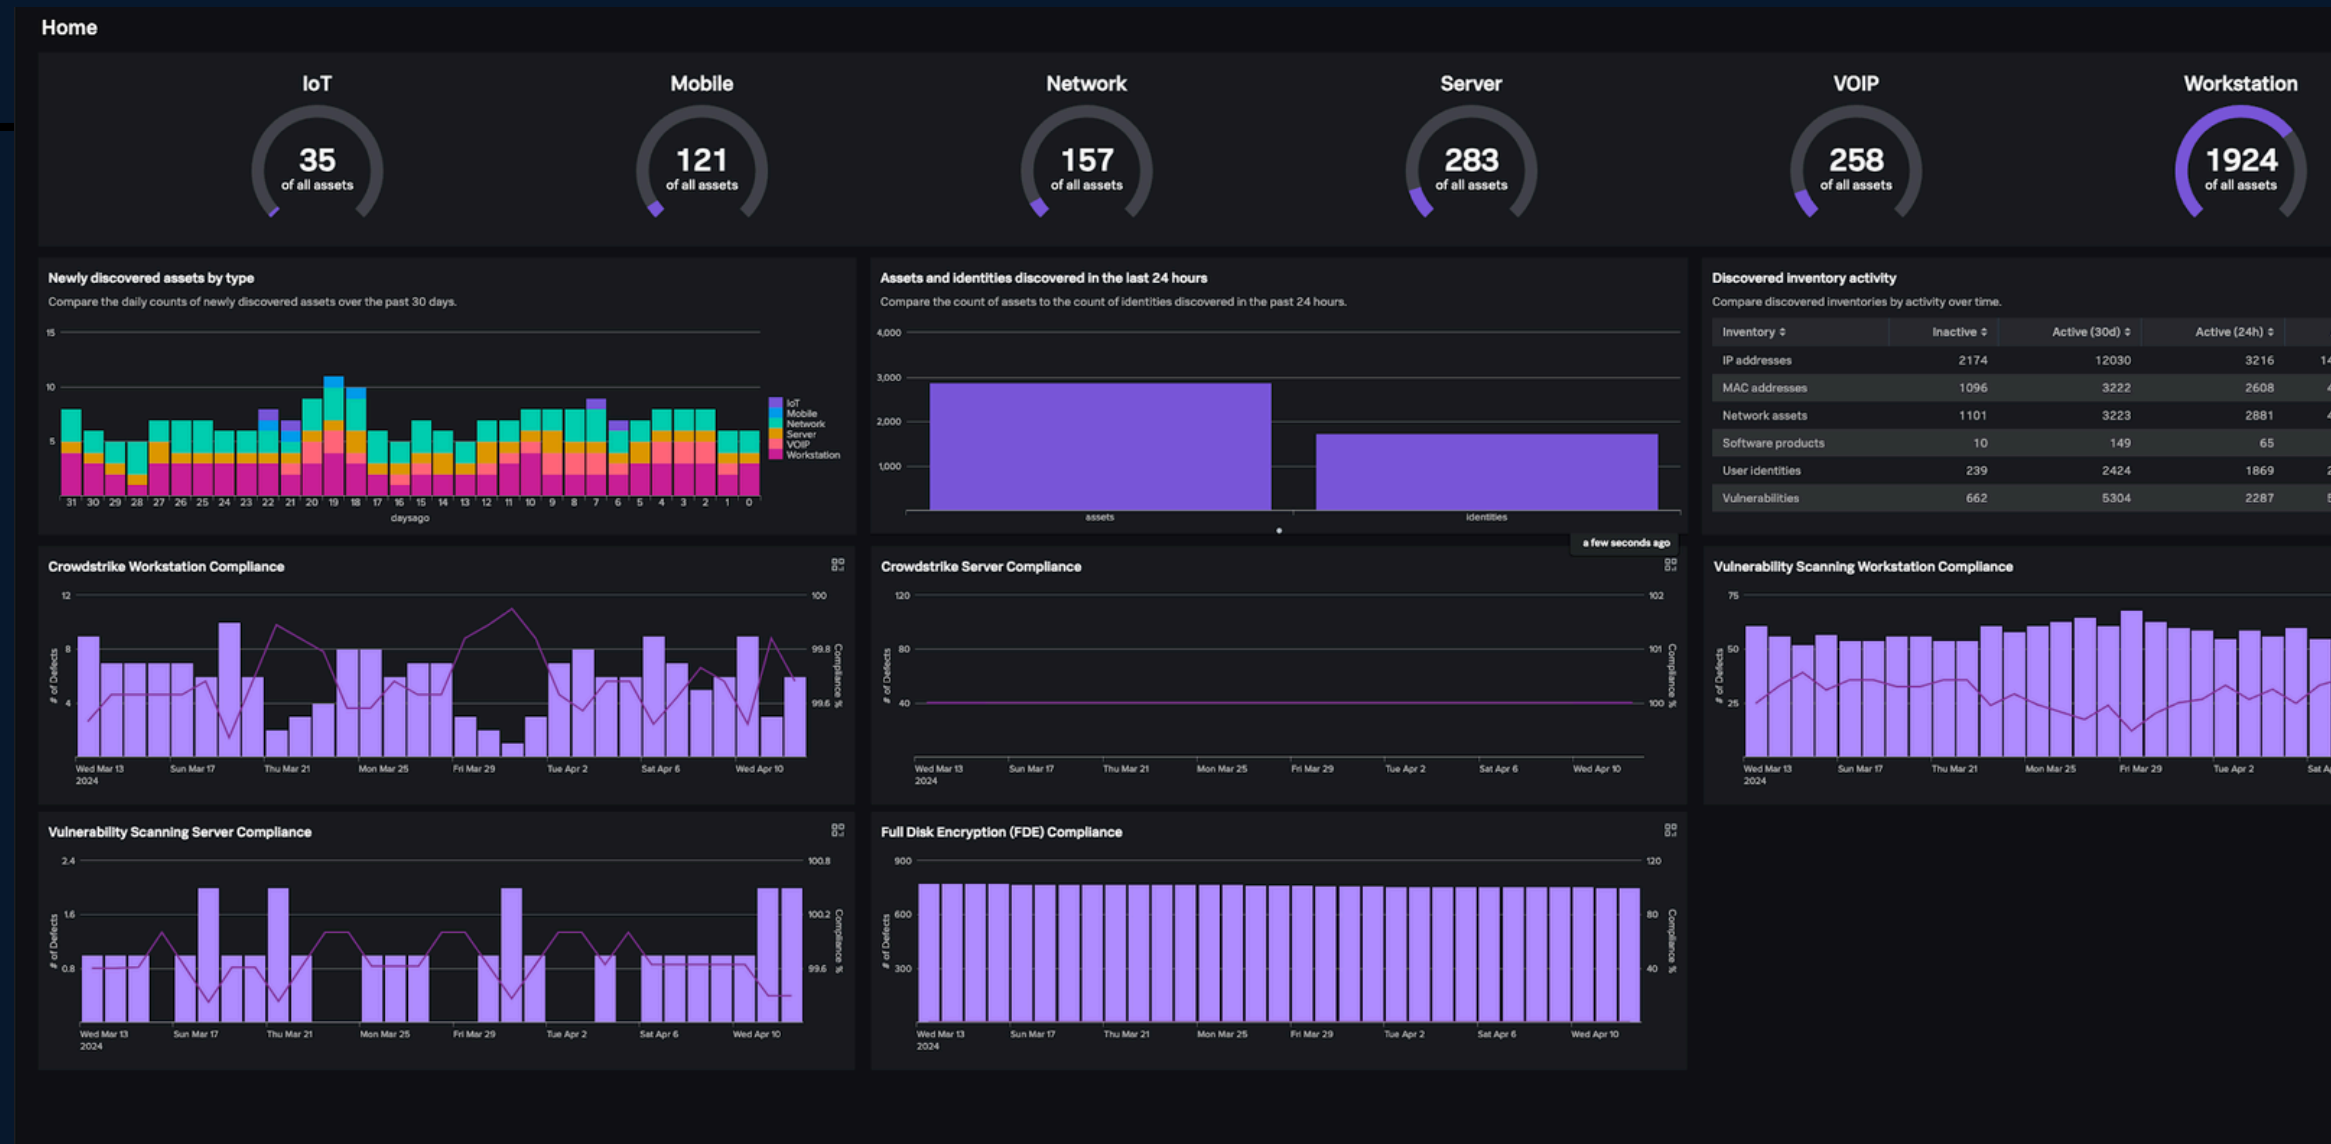 Home
IoT
35
of all assets
Mobile
121
of all assets
Network
157
of all assets
Server
283
of all assets
VOIP
258
of all assets
Workstation
1924
of all assets
Newly discovered assets by type
Compare the daily counts of newly discovered assets over the past 30 days.
15
10
5
31 30 29 28 27 26 25 24 23 22 21 20 19 18 17 16 15 14 13 12 11 10 9 8 7 6 5 4 3 2 1 0
daysago
IoT
Mobile
Network
Server
VOIP
Workstation
Assets and identities discovered in the last 24 hours
Compare the count of assets to the count of identities discovered in the past 24 hours.
4,000
3,000
2,000
1,000
assets identities
a few seconds ago
Discovered inventory activity
Compare discovered inventories by activity over time.
Inventory Inactive Active (30d) Active (24h)
IP addresses 2174 12030 3216
MAC addresses 1096 3222 2608
Network assets 1101 3223 2881
Software products 10 149 65
User identities 239 2424 1869
Vulnerabilities 662 5304 2287
Crowdstrike Workstation Compliance
12 100
8 99.8
4 99.6
# of Defects
Compliance %
Wed Mar 13 Sun Mar 17 Thu Mar 21 Mon Mar 25 Fri Mar 29 Tue Apr 2 Sat Apr 6 Wed Apr 10
2024
Crowdstrike Server Compliance
120 102
80 101
40 100
# of Defects
Compliance %
Wed Mar 13 Sun Mar 17 Thu Mar 21 Mon Mar 25 Fri Mar 29 Tue Apr 2 Sat Apr 6 Wed Apr 10
2024
Vulnerability Scanning Workstation Compliance
75
50
25
# of Defects
Wed Mar 13 Sun Mar 17 Thu Mar 21 Mon Mar 25 Fri Mar 29 Tue Apr 2
2024
Vulnerability Scanning Server Compliance
2.4 100.8
1.6 100.2
0.8 99.6
# of Defects
Compliance %
Wed Mar 13 Sun Mar 17 Thu Mar 21 Mon Mar 25 Fri Mar 29 Tue Apr 2 Sat Apr 6 Wed Apr 10
2024
Full Disk Encryption (FDE) Compliance
900 120
600 80
300 40
# of Defects
Compliance %
Wed Mar 13 Sun Mar 17 Thu Mar 21 Mon Mar 25 Fri Mar 29 Tue Apr 2 Sat Apr 6 Wed Apr 10
2024